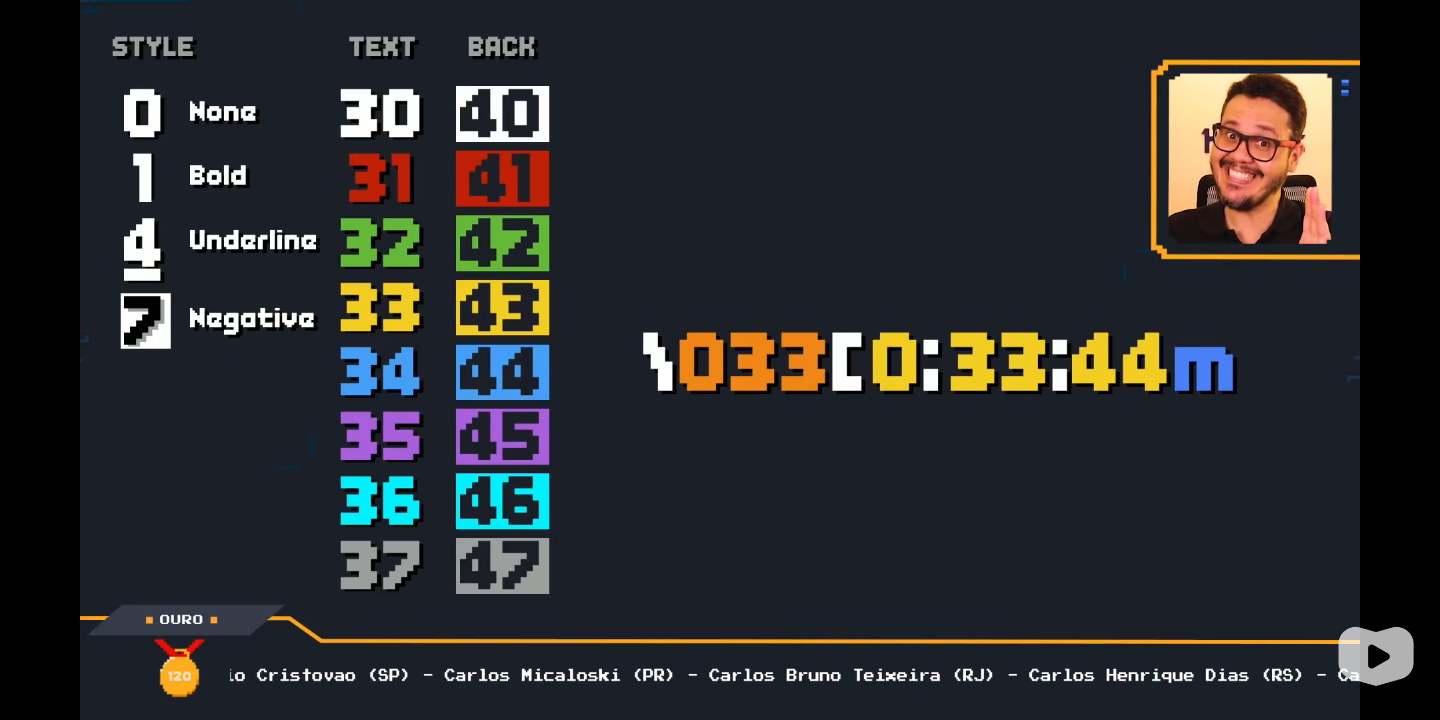 STYLE TEXT BACK
0 None 30 40
1 Bold 31 41
4 Underline 32 42
7 Negative 33 43
34 44
35 45
36 46
37 47
\033[0:33:44m
OURO
120
io Cristovao (SP) - Carlos Micaloski (PR) - Carlos Bruno Teixeira (RJ) - Carlos Henrique Dias (RS) - Ca